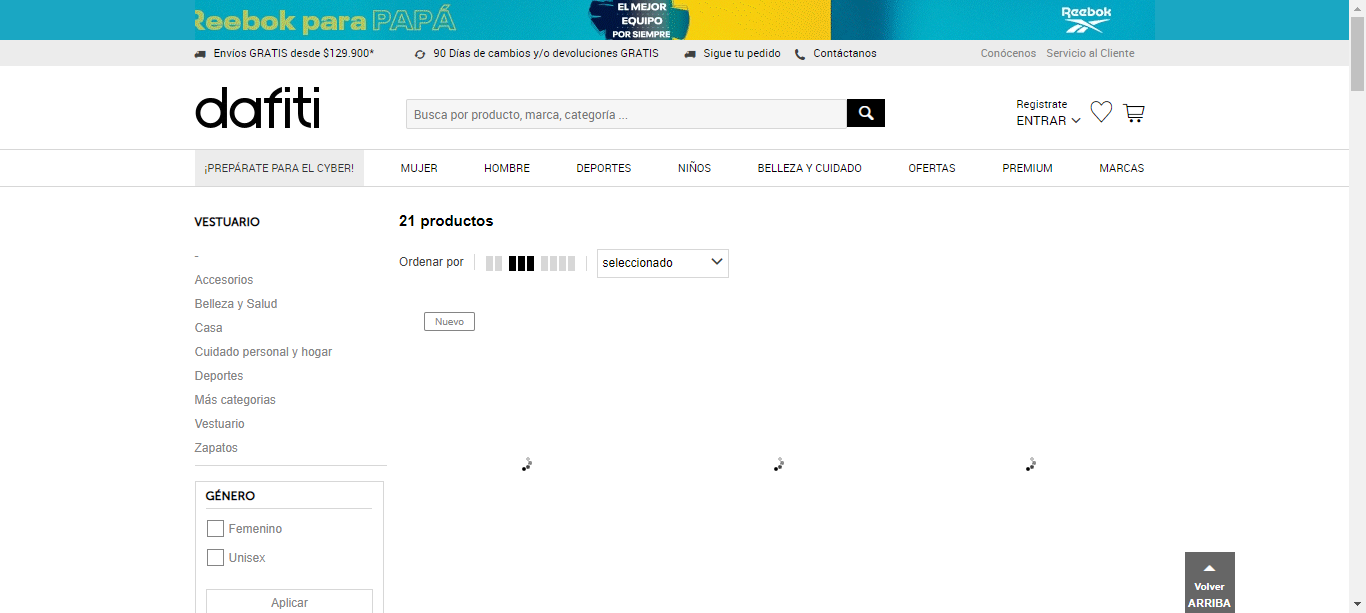 Reebok para PAPÁ
EL MEJOR
EQUIPO
POR SIEMPRE
Reebok
Envíos GRATIS desde $129.900*
90 Días de cambios y/o devoluciones GRATIS
Sigue tu pedido
Contáctanos
Conócenos
Servicio al Cliente
dafiti
Busca por producto, marca, categoría ...
Registrate
ENTRAR
¡PREPÁRATE PARA EL CYBER!
MUJER
HOMBRE
DEPORTES
NIÑOS
BELLEZA Y CUIDADO
OFERTAS
PREMIUM
MARCAS
VESTUARIO
-
Accesorios
Belleza y Salud
Casa
Cuidado personal y hogar
Deportes
Más categorias
Vestuario
Zapatos
GÉNERO
Femenino
Unisex
Aplicar
21 productos
Ordenar por
seleccionado
Nuevo
Volver
ARRIBA